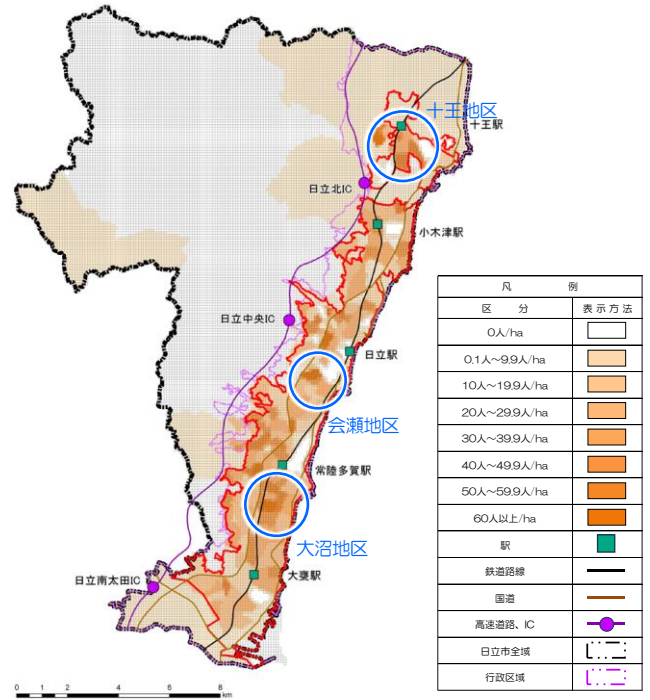 十王地区
十王駅
日立北IC
小木津駅
日立中央IC
日立駅
会瀬地区
常陸多賀駅
大沼地区
日立南太田IC
大甕駅
0 1 2 4 6 8
km
凡 例
区 分 表示方法
0人/ha
0.1人~9.9人/ha
10人~19.9人/ha
20人~29.9人/ha
30人~39.9人/ha
40人~49.9人/ha
50人~59.9人/ha
60人以上/ha
駅
鉄道路線
国道
高速道路、IC
日立市全域
行政区域